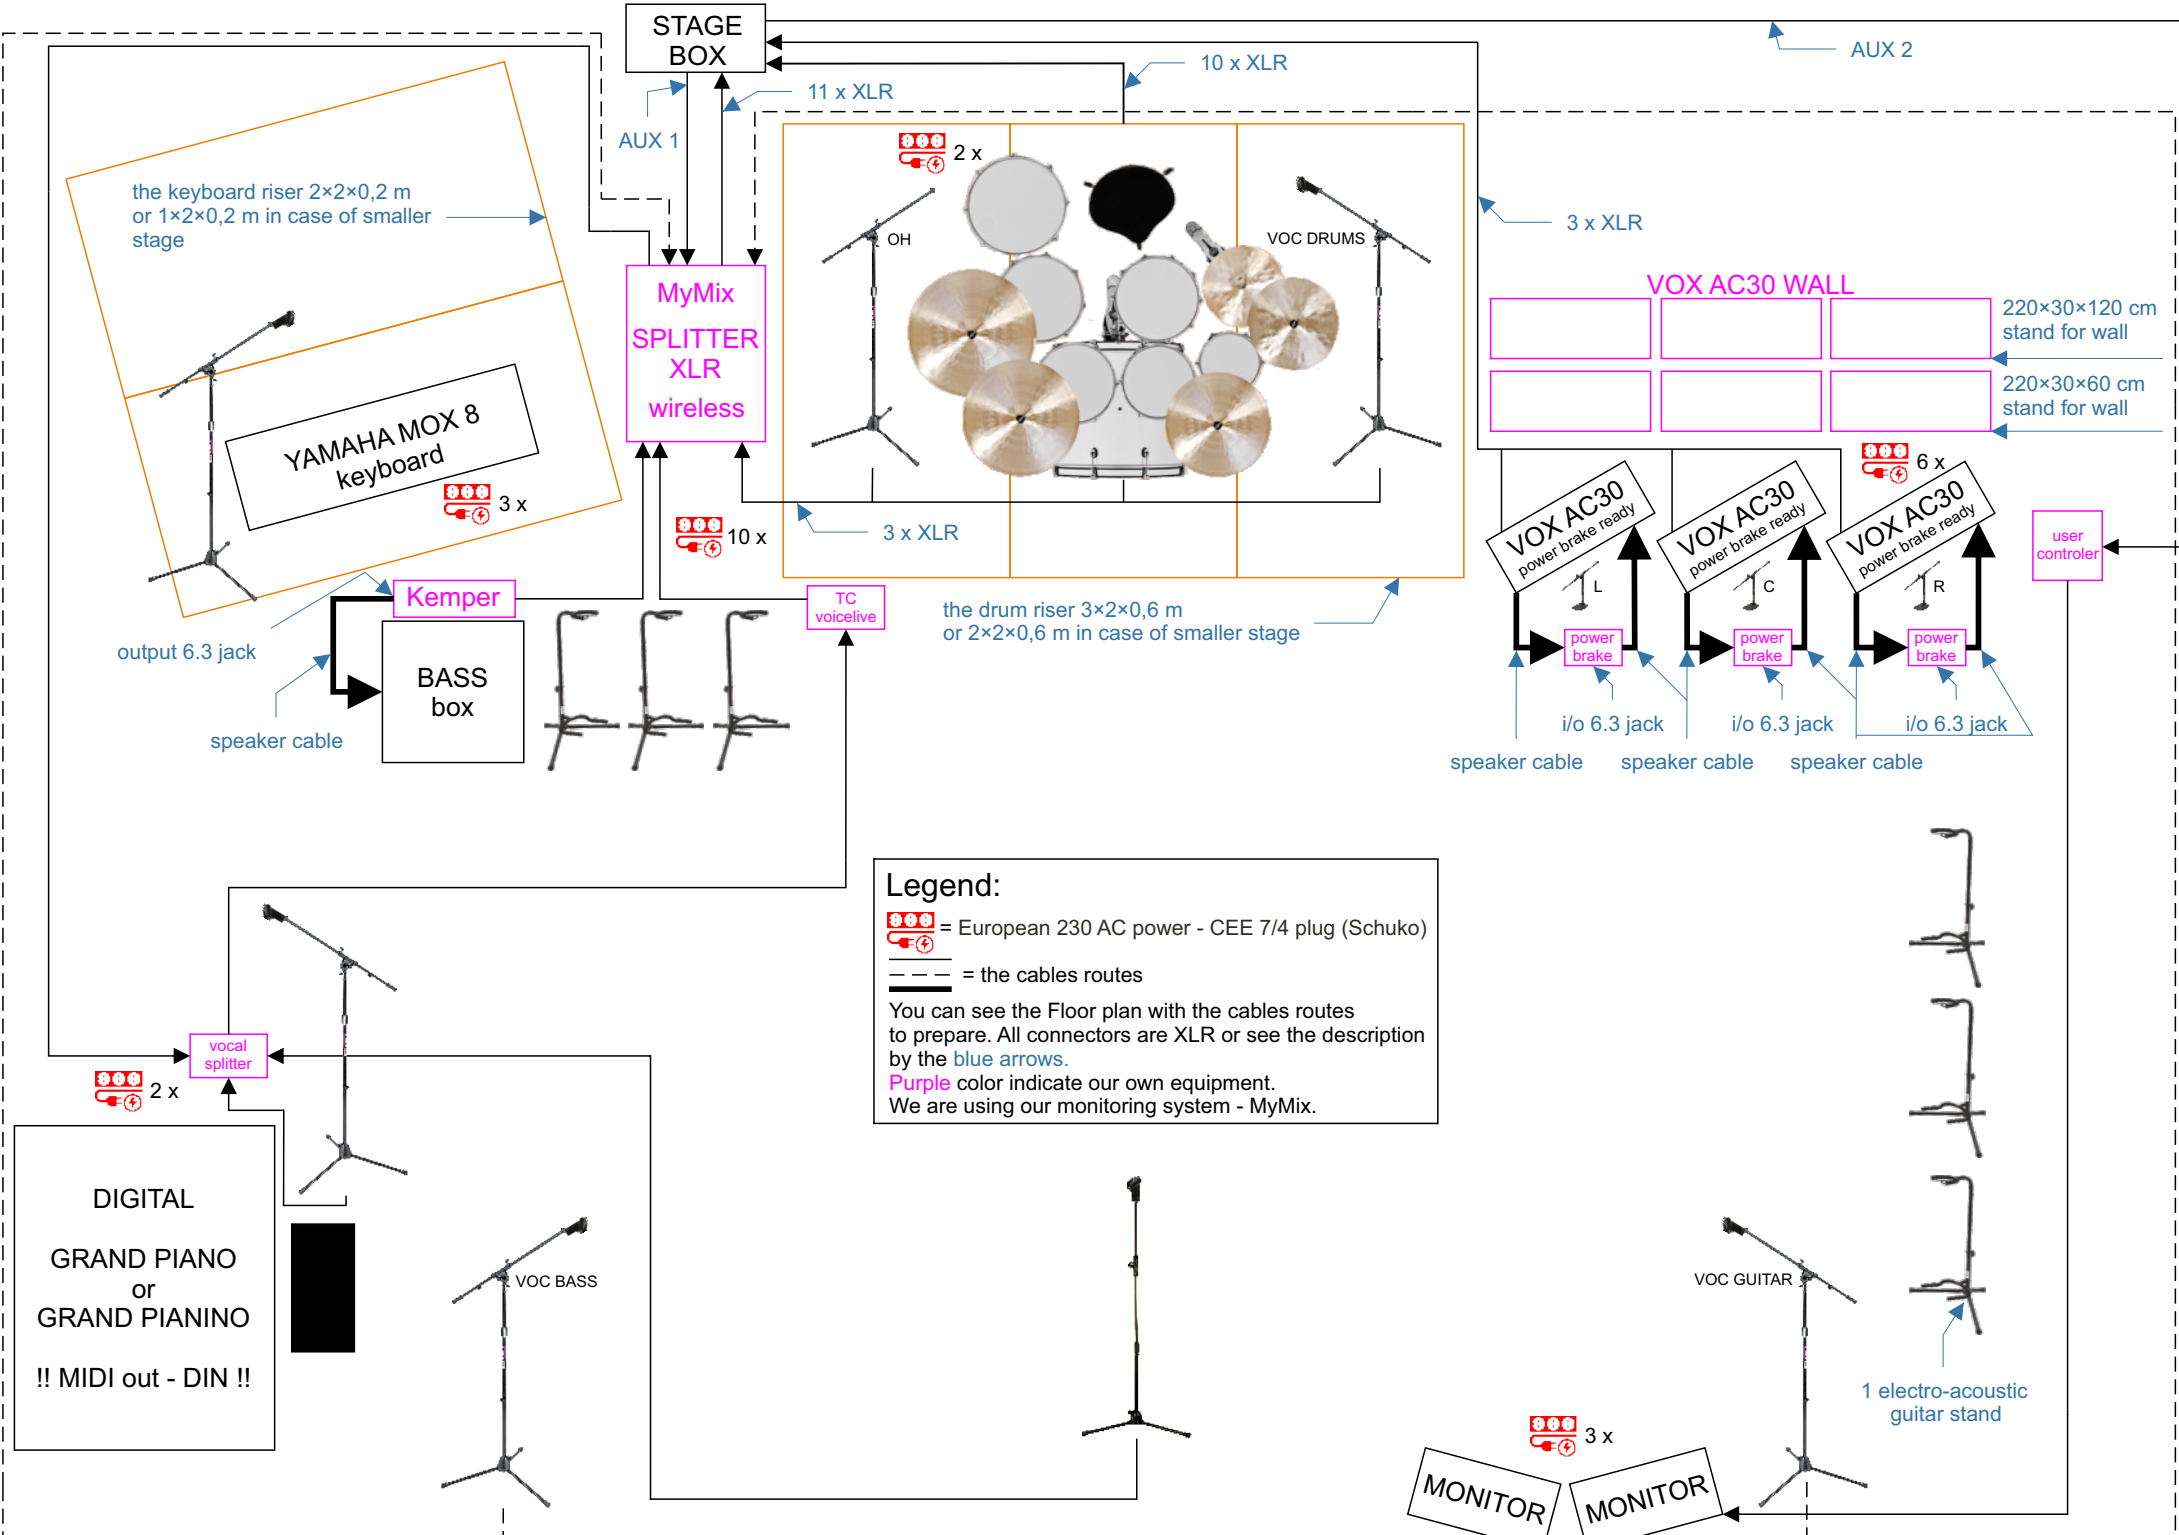 STAGE
BOX
AUX 2
10 x XLR
11 x XLR
AUX 1
2 x
the keyboard riser 2×2×0,2 m
or 1×2×0,2 m in case of smaller
stage
OH
VOC DRUMS
3 x XLR
MyMix
SPLITTER
XLR
wireless
VOX AC30 WALL
220×30×120 cm
stand for wall
220×30×60 cm
stand for wall
YAMAHA MOX 8
keyboard
3 x
10 x
3 x XLR
6 x
VOX AC30
power brake ready
VOX AC30
power brake ready
VOX AC30
power brake ready
user
controler
L
C
R
Kemper
TC
voicelive
the drum riser 3×2×0,6 m
or 2×2×0,6 m in case of smaller stage
output 6.3 jack
BASS
box
power
brake
power
brake
power
brake
speaker cable
i/o 6.3 jack
i/o 6.3 jack
i/o 6.3 jack
speaker cable
speaker cable
speaker cable
Legend:
= European 230 AC power - CEE 7/4 plug (Schuko)
= the cables routes
You can see the Floor plan with the cables routes
to prepare. All connectors are XLR or see the description
by the blue arrows.
Purple color indicate our own equipment.
We are using our monitoring system - MyMix.
vocal
splitter
2 x
DIGITAL
GRAND PIANO
or
GRAND PIANINO
!! MIDI out - DIN !!
VOC BASS
VOC GUITAR
1 electro-acoustic
guitar stand
3 x
MONITOR
MONITOR